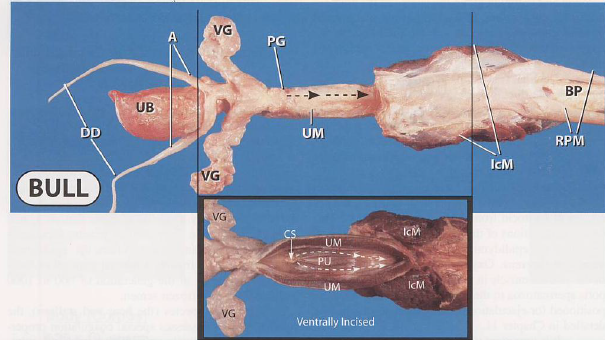 VG
A
PG
UB
BP
UM
DD
RPM
IcM
VG
BULL
VG
CS
UM
IcM
PU
UM
IcM
VG
Ventrally Incised